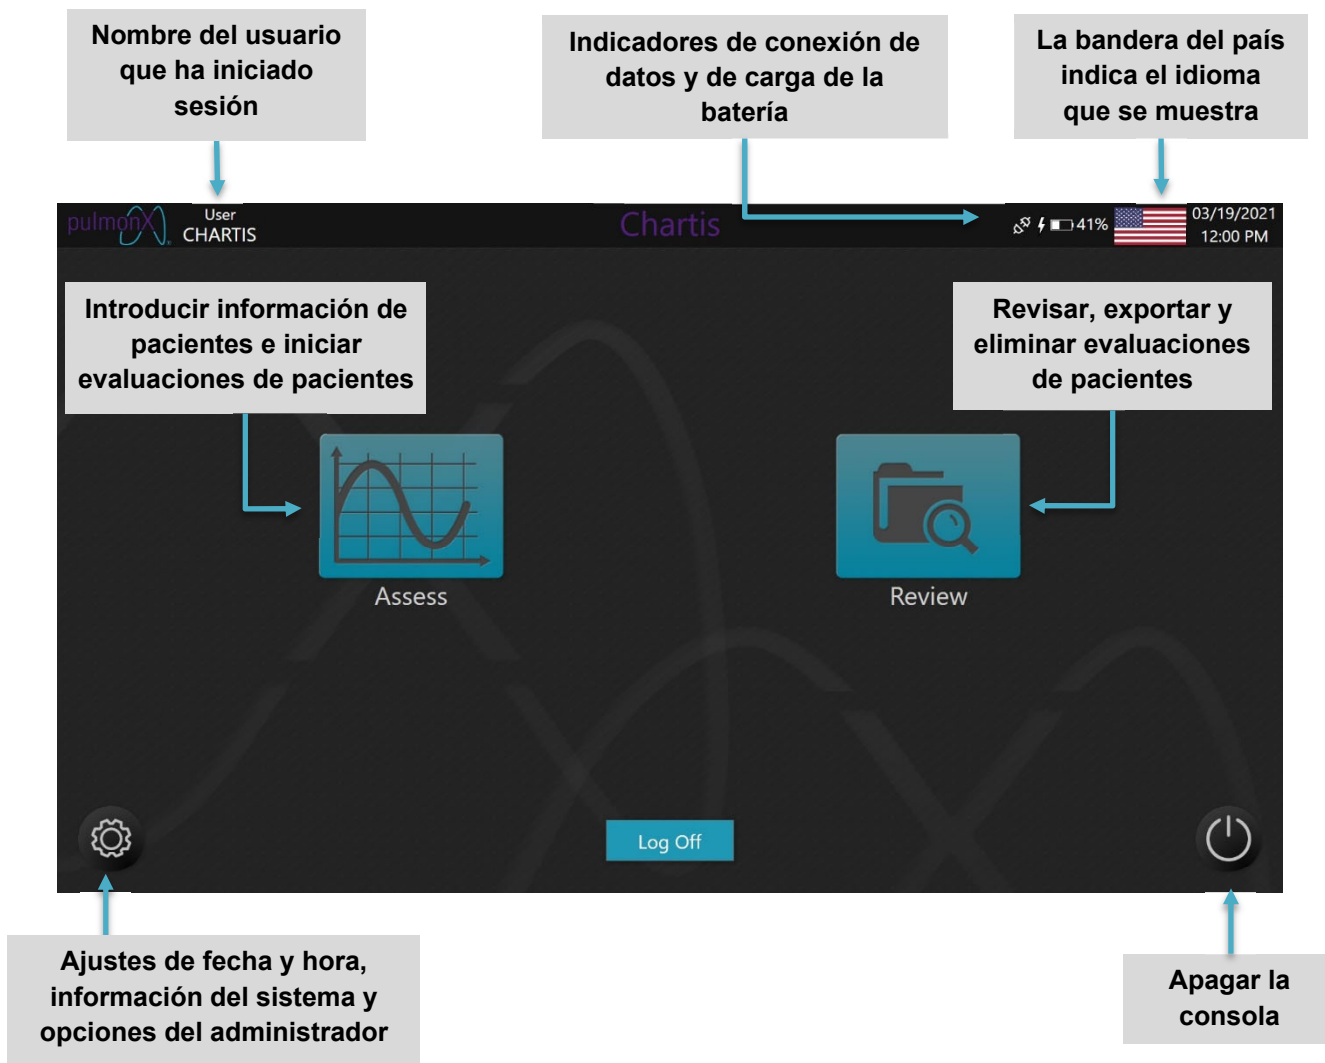 Nombre del usuario
que ha iniciado
sesión
Indicadores de conexión de
datos y de carga de la
batería
La bandera del país
indica el idioma
que se muestra
pulmonX
User
CHARTIS
Chartis
41%
03/19/2021
12:00 PM
Introducir información de
pacientes e iniciar
evaluaciones de pacientes
Revisar, exportar y
eliminar evaluaciones
de pacientes
Assess
Review
Log Off
Ajustes de fecha y hora,
información del sistema y
opciones del administrador
Apagar la
consola